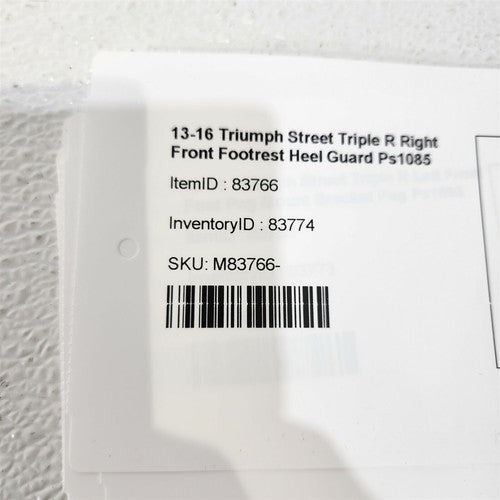 13-16 Triumph Street Triple R Right
Front Footrest Heel Guard Ps1085
ItemID : 83766
InventoryID : 83774
SKU: M83766-